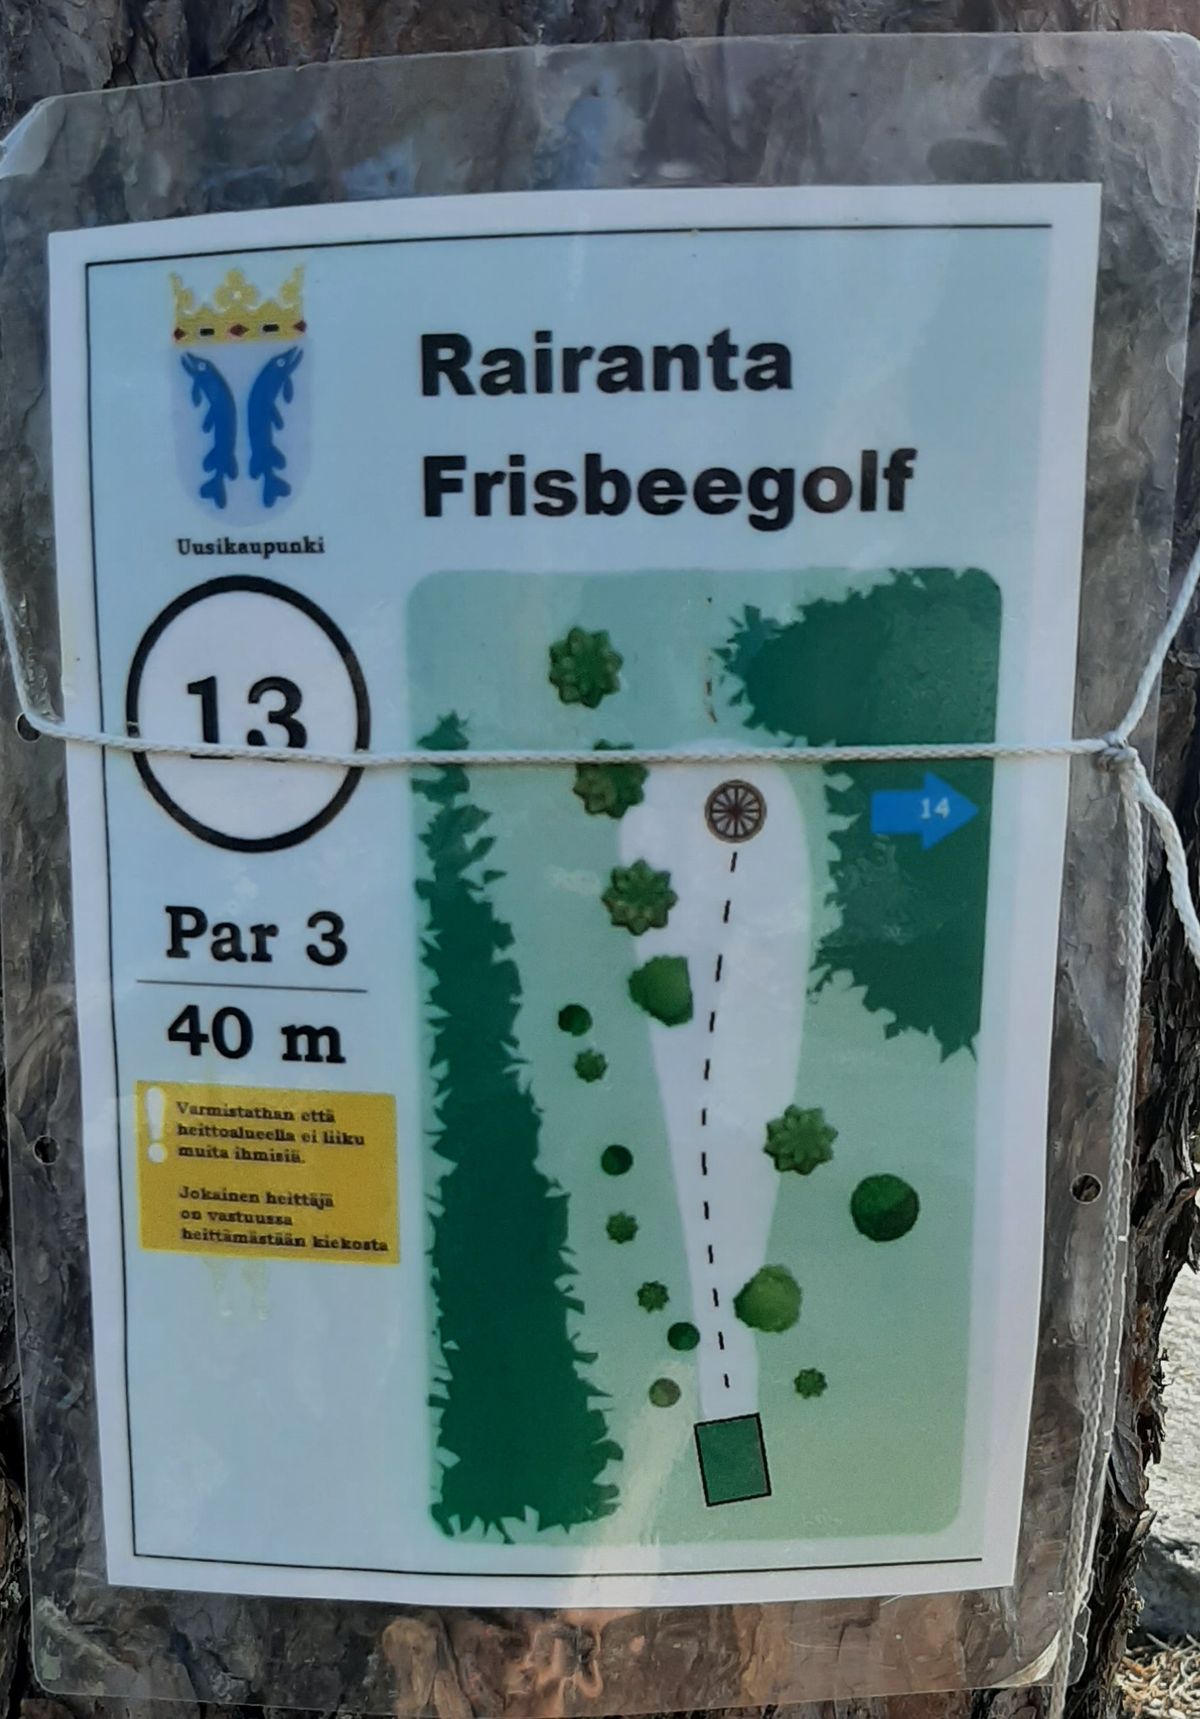 Rairanta
Frisbeegolf
Uusikaupunki
13
Par 3
40 m
Varmistathan että
heittoalueella ei liiku
muita ihmisiä.
Jokainen heittäjä
on vastuussa
heittämästään kiekosta
14